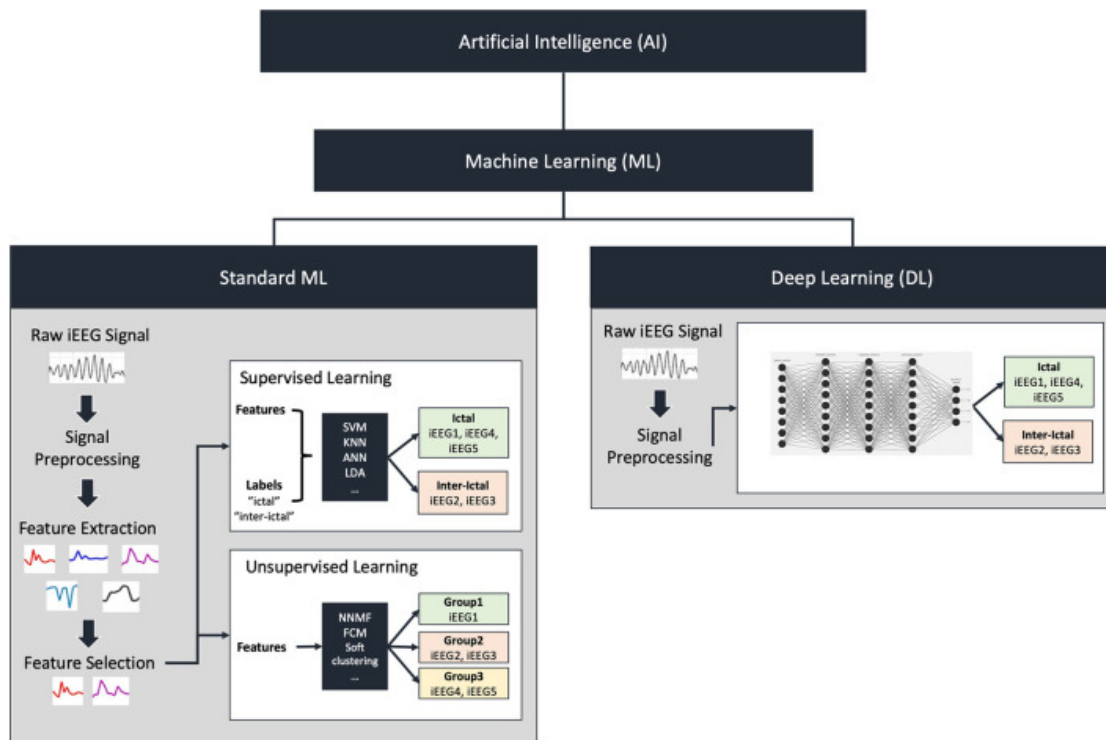 Artificial Intelligence (AI)
Machine Learning (ML)
Standard ML
Raw iEEG Signal
Signal
Preprocessing
Feature Extraction
Feature Selection
Supervised Learning
Features
Labels
"ictal"
"inter-ictal"
SVM
KNN
ANN
LDA
...
Ictal
iEEG1, iEEG4,
iEEG5
Inter-Ictal
iEEG2, iEEG3
Unsupervised Learning
Features
NNMF
FCM
Soft
clustering
...
Group1
iEEG1
Group2
iEEG2, iEEG3
Group3
iEEG4, iEEG5
Deep Learning (DL)
Raw iEEG Signal
Signal
Preprocessing
Ictal
iEEG1, iEEG4,
iEEG5
Inter-Ictal
iEEG2, iEEG3